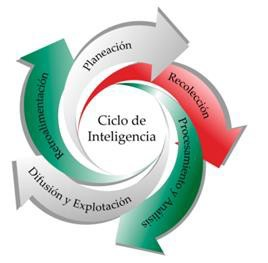 Planeación
Recolección
Ciclo de
Inteligencia
Procesamiento y Análisis
Difusión y Explotación
Retroalimentación